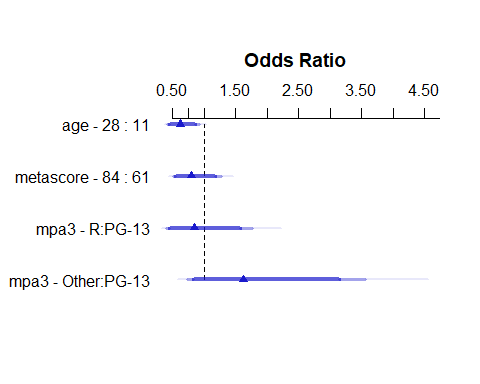 Odds Ratio
0.50 1.50 2.50 3.50 4.50
age - 28 : 11
metascore - 84 : 61
mpa3 - R:PG-13
mpa3 - Other:PG-13